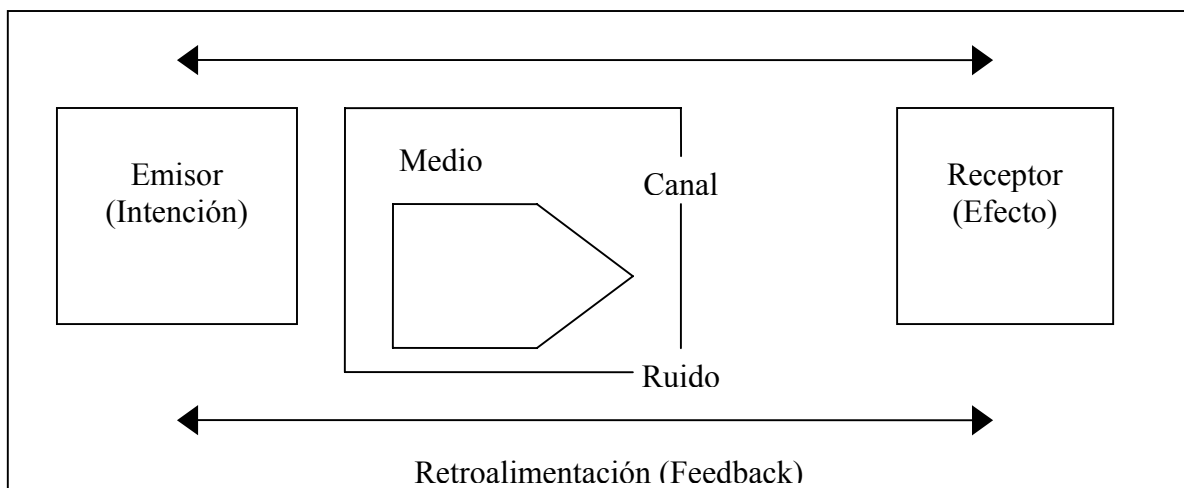 Emisor
(Intención)
Medio
Canal
Receptor
(Efecto)
Ruido
Retroalimentación (Feedback)